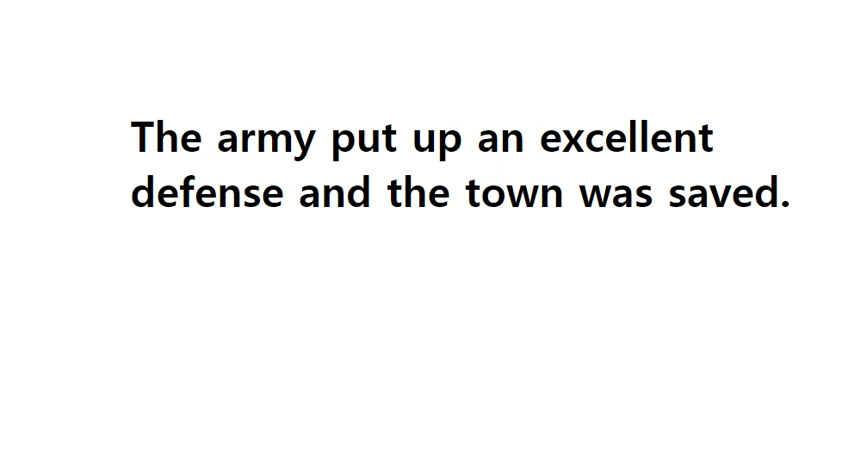 The army put up an excellent
defense and the town was saved.